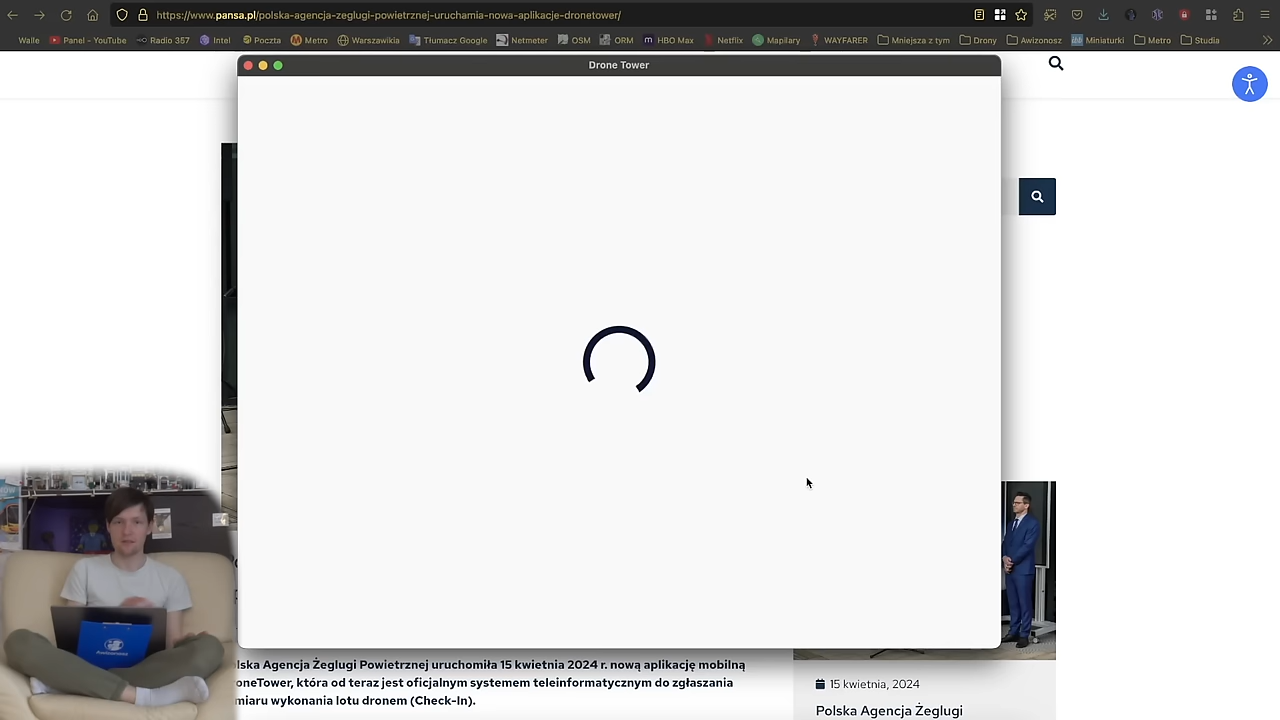 https://www.pansa.pl/polska-agencja-zeglugi-powietrznej-uruchamia-nowa-aplikacje-dronetower/
Walle
Panel - YouTube
Radio 357
Intel
Poczta
Metro
Warszawikia
Tłumacz Google
Netmeter
OSM
ORM
HBO Max
Netflix
Mapilary
WAYFARER
Mniejsza z tym
Drony
Awizonosz
Miniaturki
Metro
Studia
Drone Tower
lska Agencja Żeglugi Powietrznej uruchomiła 15 kwietnia 2024 r. nową aplikację mobilną
roneTower, która od teraz jest oficjalnym systemem teleinformatycznym do zgłaszania
miaru wykonania lotu dronem (Check-In).
15 kwietnia, 2024
Polska Agencja Żeglugi